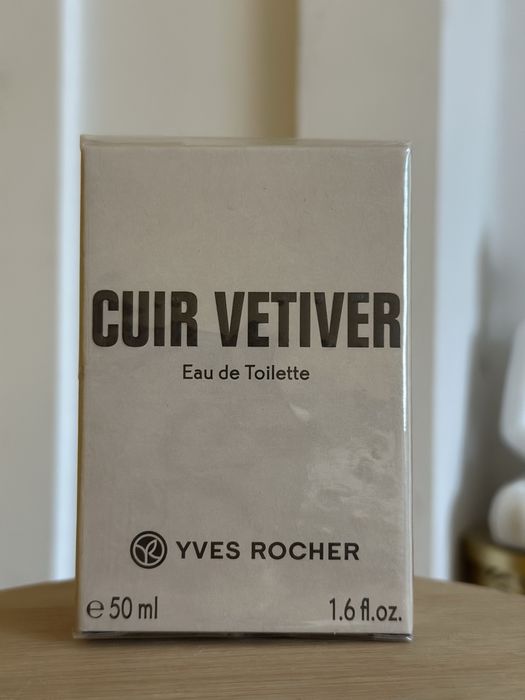 CUIR VETIVER
Eau de Toilette
YVES ROCHER
℮ 50 ml 1.6 fl.oz.